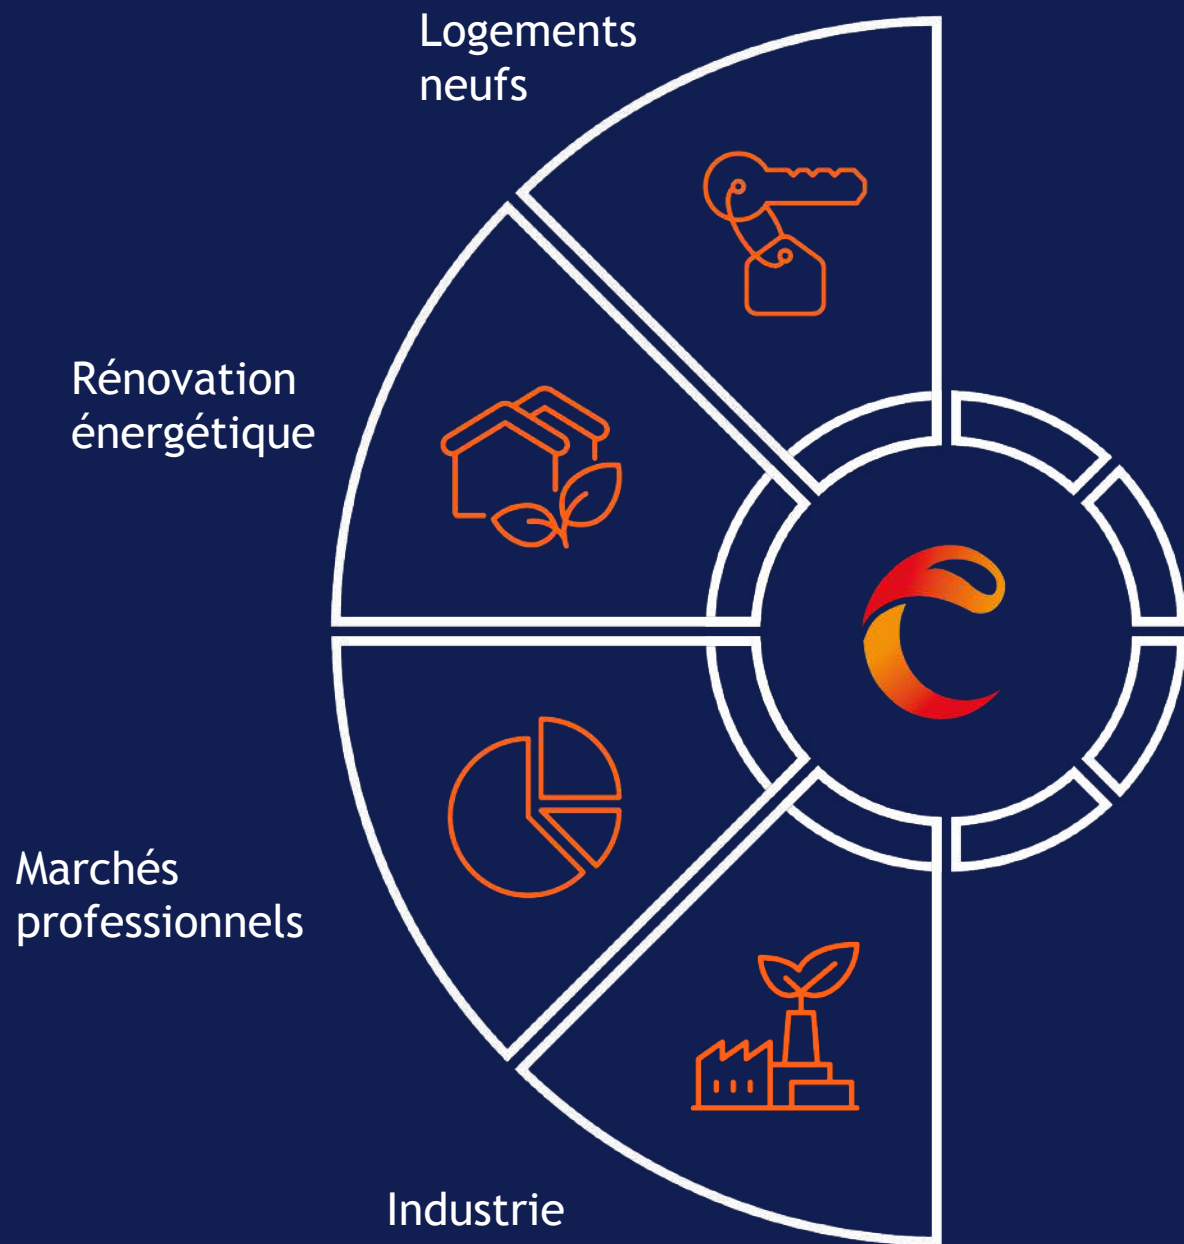 Logements
neufs
Rénovation
énergétique
Marchés
professionnels
Industrie